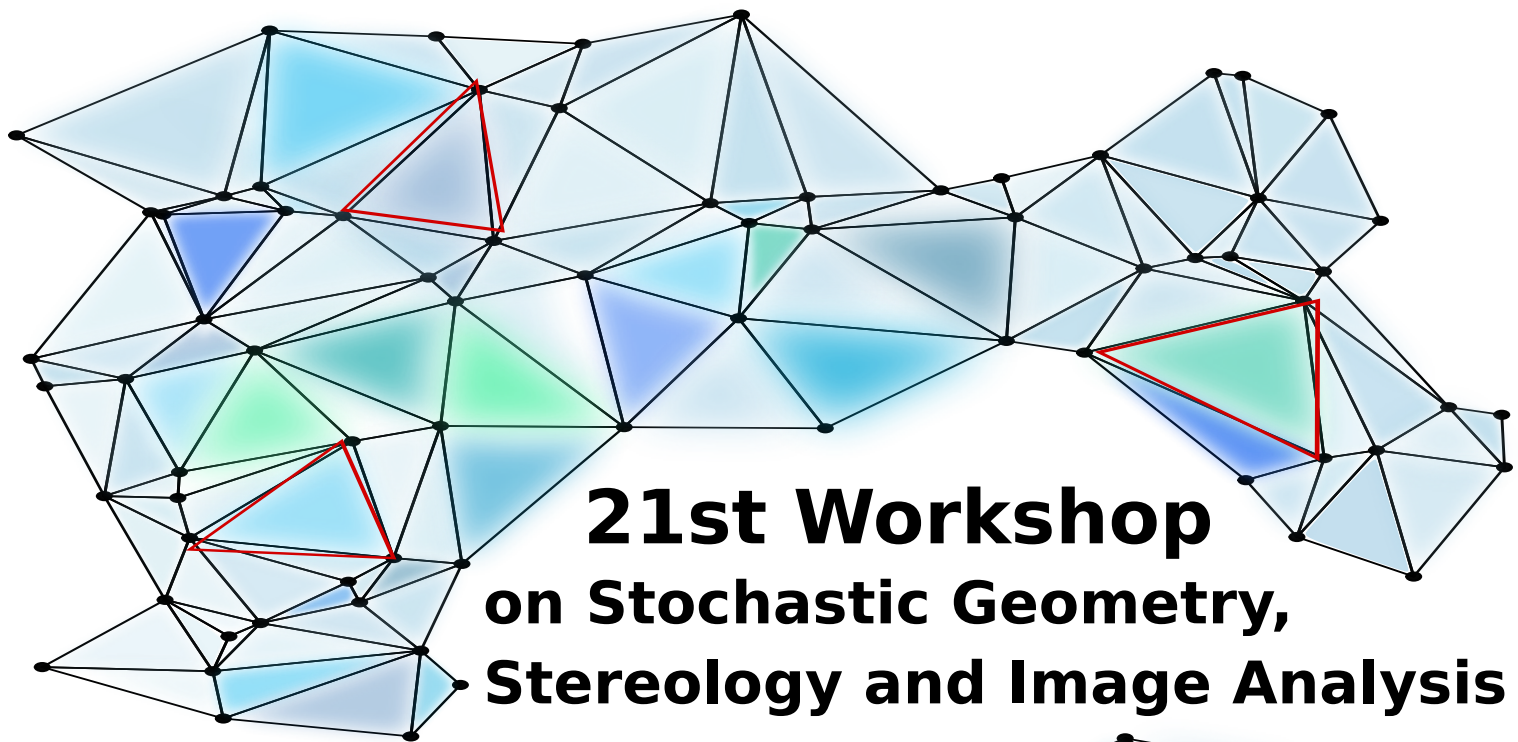 21st Workshop
on Stochastic Geometry,
Stereology and Image Analysis